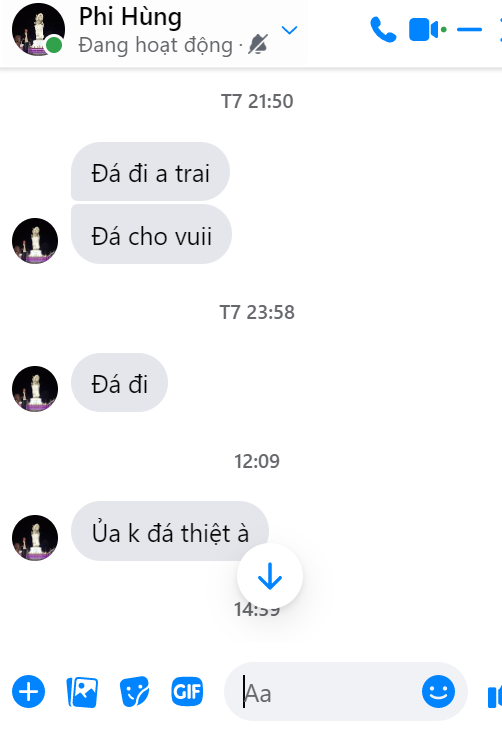 Phi Hùng
Đang hoạt động ·
T7 21:50
Đá đi a trai
Đá cho vuii
T7 23:58
Đá đi
12:09
Ủa k đá thiệt à
14:59
GIF
Aa